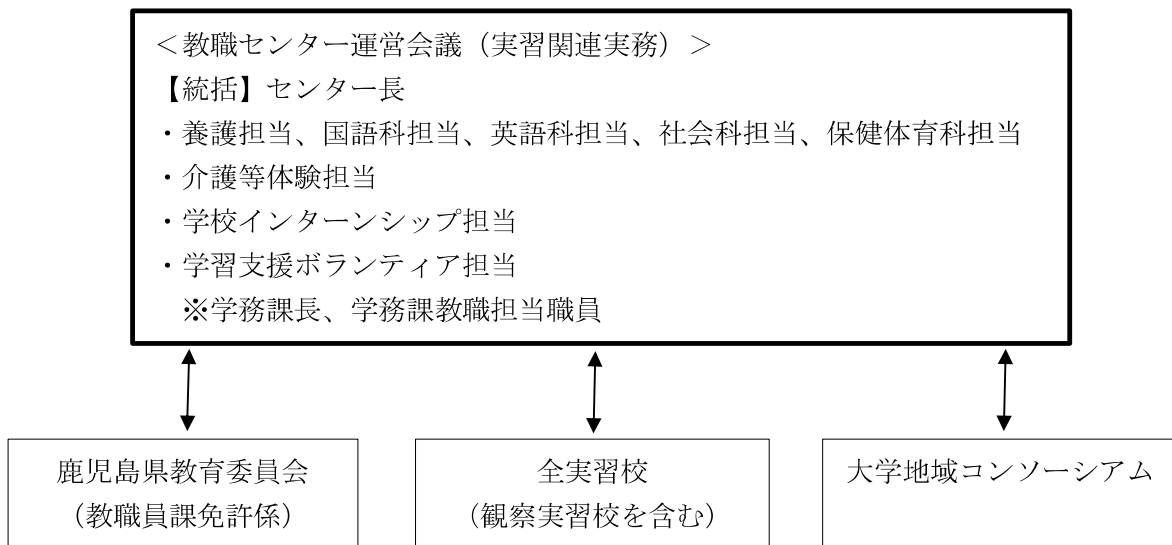 ＜教職センター運営会議（実習関連実務）＞
【統括】センター長
・養護担当、国語科担当、英語科担当、社会科担当、保健体育科担当
・介護等体験担当
・学校インターンシップ担当
・学習支援ボランティア担当
※学務課長、学務課教職担当職員
鹿児島県教育委員会
（教職員課免許係）
全実習校
（観察実習校を含む）
大学地域コンソーシアム